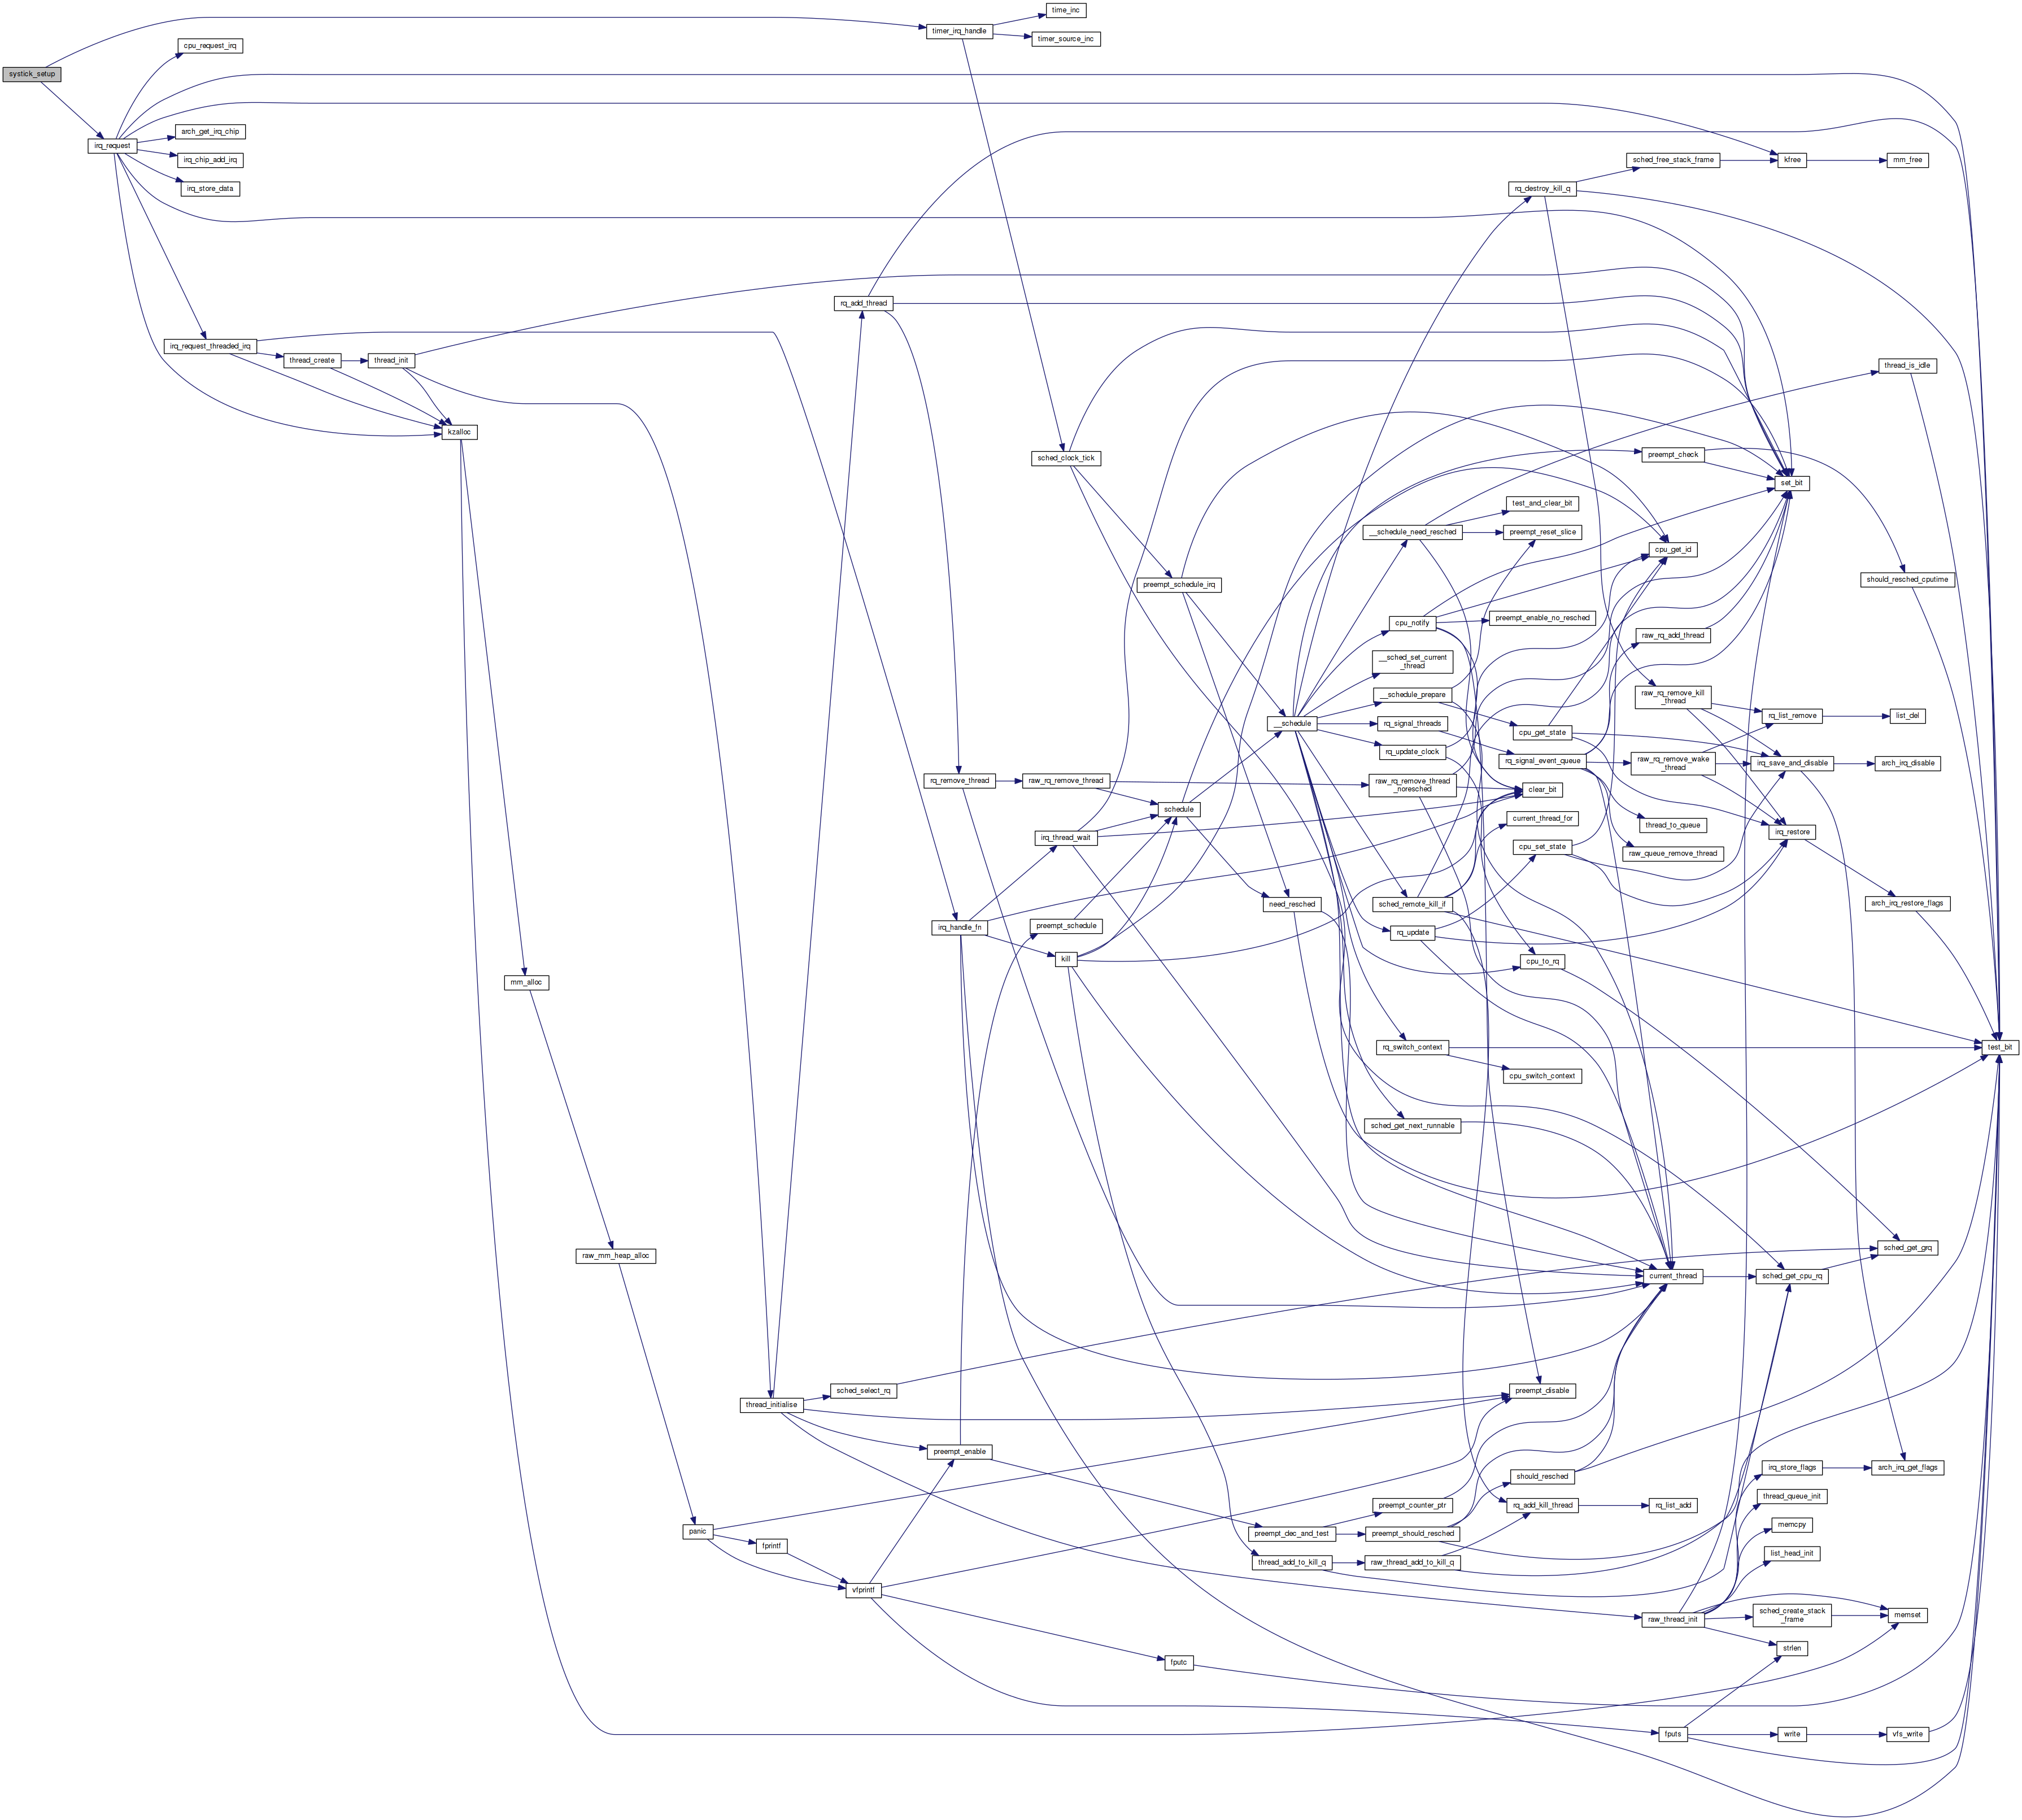 systick_setup
irq_request
cpu_request_irq
arch_get_irq_chip
irq_chip_add_irq
irq_store_data
irq_request_threaded_irq
thread_create
thread_init
kzalloc
mm_alloc
raw_mm_heap_alloc
panic
fprintf
thread_initialise
vfprintf
rq_add_thread
sched_select_rq
timer_irq_handle
rq_remove_thread
irq_handle_fn
preempt_enable
time_inc
timer_source_inc
sched_clock_tick
raw_rq_remove_thread
irq_thread_wait
preempt_schedule
kill
preempt_schedule_irq
schedule
fputc
__schedule
need_resched
preempt_dec_and_test
thread_add_to_kill_q
__schedule_need_resched
cpu_notify
__sched_set_current
_thread
__schedule_prepare
rq_signal_threads
rq_update_clock
raw_rq_remove_thread
_noresched
sched_remote_kill_if
rq_update
rq_switch_context
sched_get_next_runnable
preempt_counter_ptr
preempt_should_resched
raw_thread_add_to_kill_q
rq_destroy_kill_q
test_and_clear_bit
preempt_reset_slice
preempt_enable_no_resched
cpu_get_state
rq_signal_event_queue
clear_bit
current_thread_for
cpu_set_state
cpu_to_rq
cpu_switch_context
preempt_disable
should_resched
rq_add_kill_thread
sched_free_stack_frame
preempt_check
cpu_get_id
raw_rq_add_thread
raw_rq_remove_kill
_thread
raw_rq_remove_wake
_thread
thread_to_queue
raw_queue_remove_thread
current_thread
rq_list_add
raw_thread_init
fputs
kfree
set_bit
rq_list_remove
irq_save_and_disable
irq_restore
sched_get_cpu_rq
irq_store_flags
thread_queue_init
memcpy
list_head_init
sched_create_stack
_frame
strlen
write
mm_free
thread_is_idle
should_resched_cputime
list_del
arch_irq_disable
arch_irq_restore_flags
sched_get_grq
arch_irq_get_flags
memset
vfs_write
test_bit